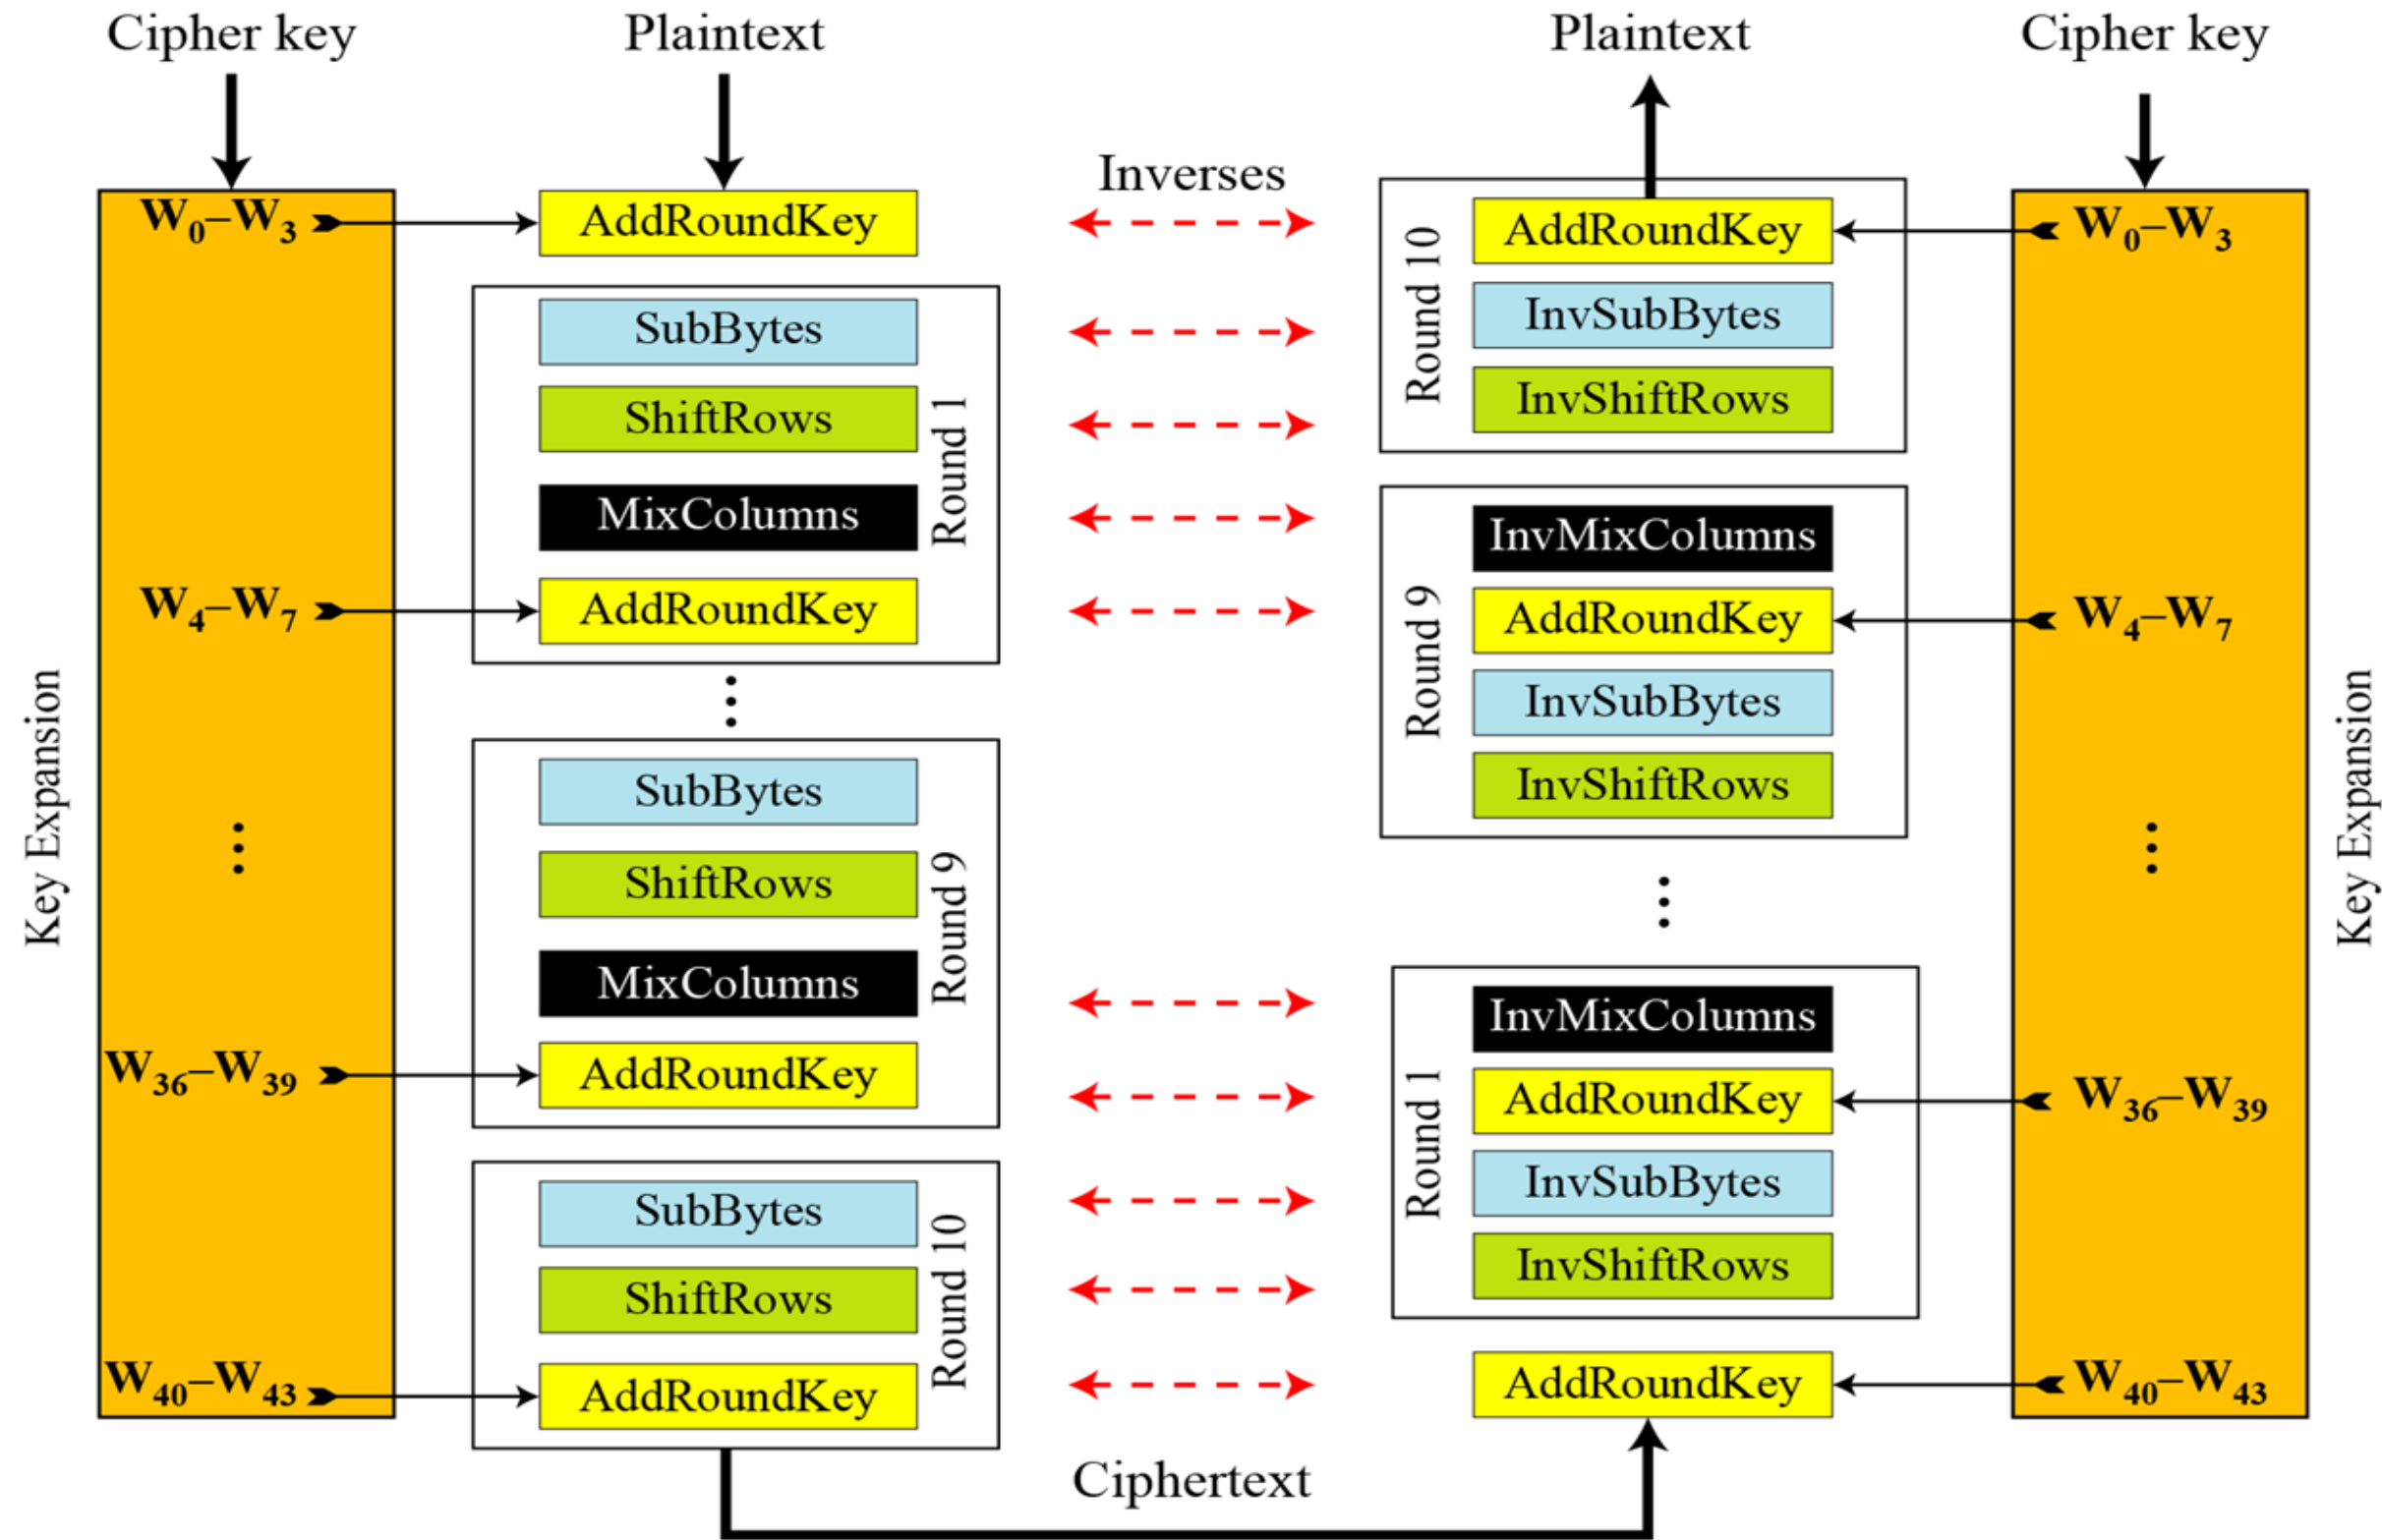 Cipher key
Plaintext
Plaintext
Cipher key
Inverses
W0–W3
AddRoundKey
SubBytes
ShiftRows
MixColumns
W4–W7
AddRoundKey
Round 1
SubBytes
ShiftRows
MixColumns
W36–W39
AddRoundKey
Round 9
SubBytes
ShiftRows
W40–W43
AddRoundKey
Round 10
Key Expansion
Ciphertext
AddRoundKey
W0–W3
InvSubBytes
InvShiftRows
Round 10
InvMixColumns
AddRoundKey
W4–W7
InvSubBytes
InvShiftRows
Round 9
InvMixColumns
AddRoundKey
W36–W39
InvSubBytes
InvShiftRows
Round 1
AddRoundKey
W40–W43
Key Expansion